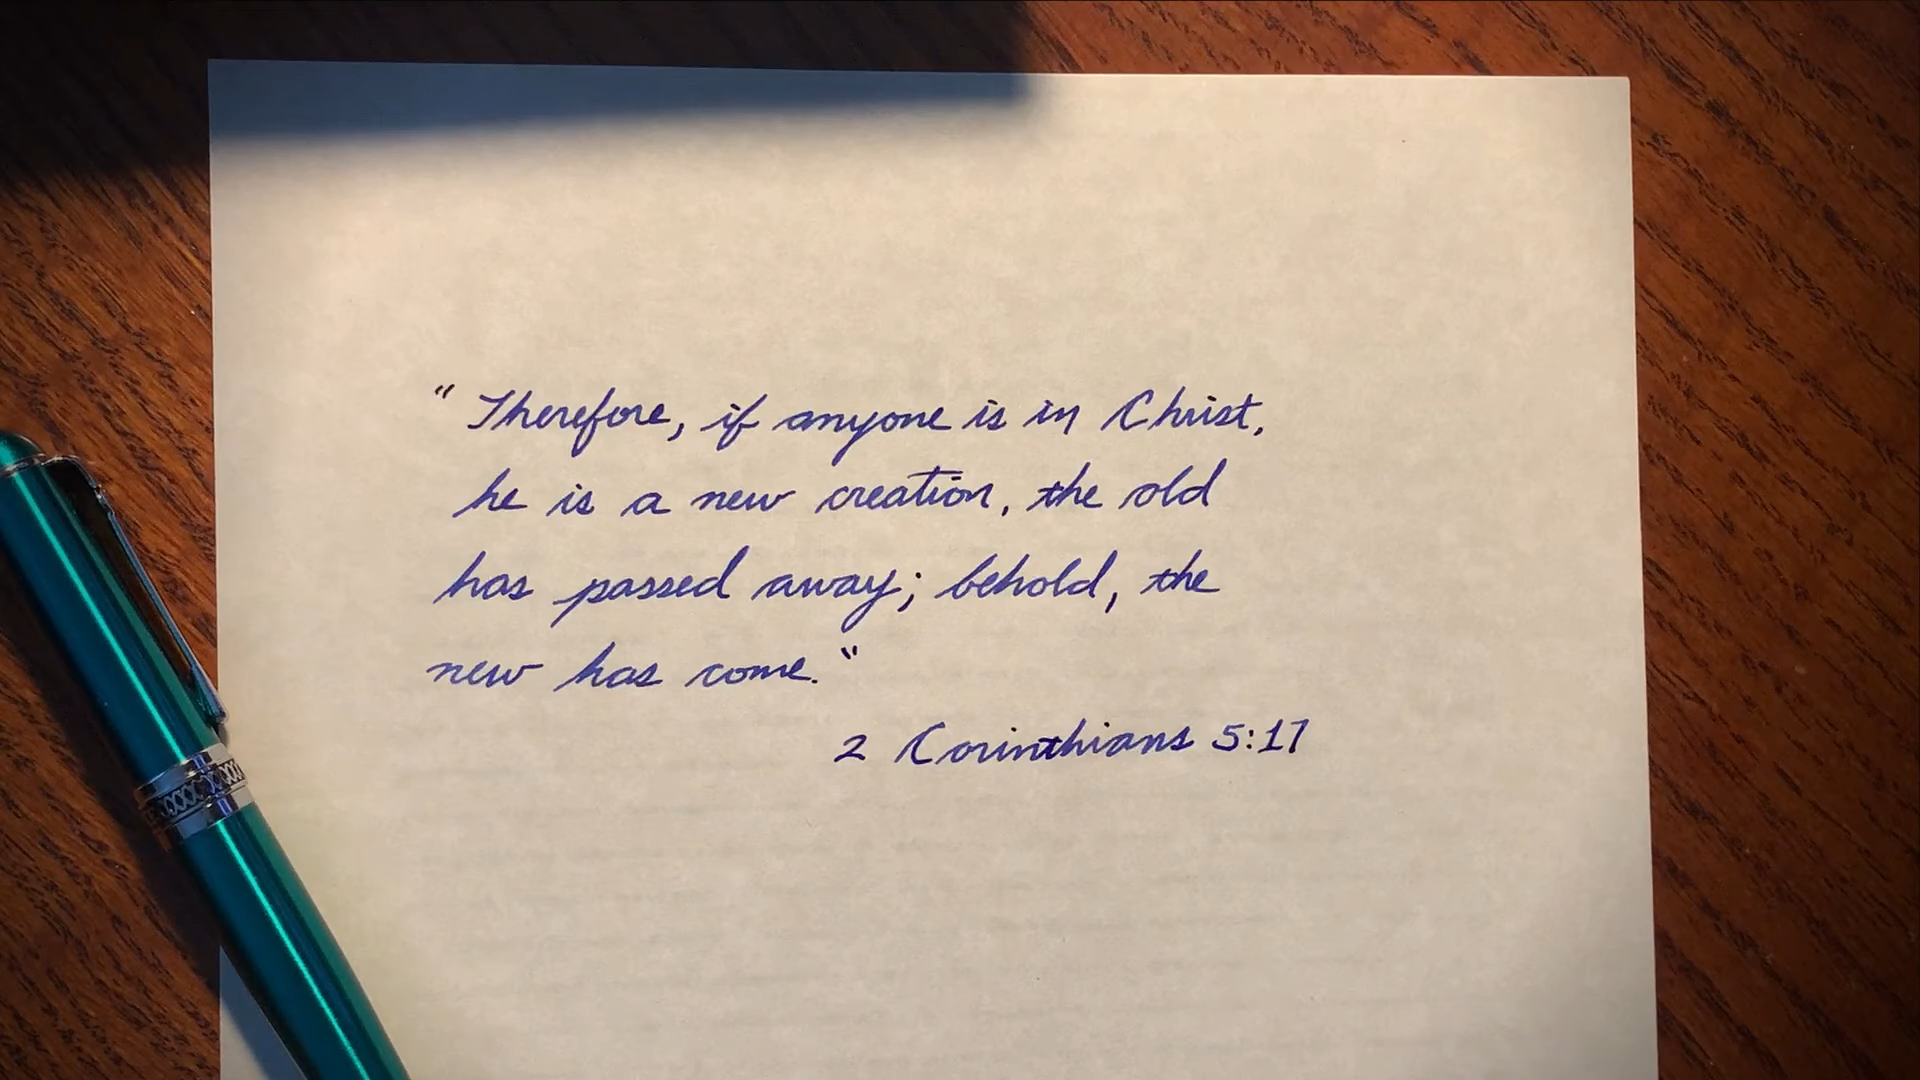 "Therefore, if anyone is in Christ,
he is a new creation, the old
has passed away; behold, the
new has come."
2 Corinthians 5:17